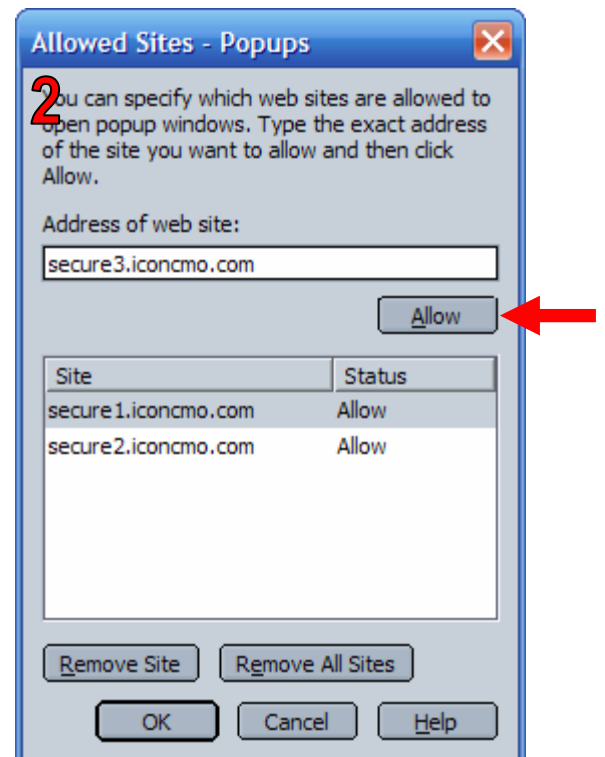 Allowed Sites - Popups
2
You can specify which web sites are allowed to
open popup windows. Type the exact address
of the site you want to allow and then click
Allow.
Address of web site:
secure3.iconcmo.com
Allow
Site Status
secure1.iconcmo.com Allow
secure2.iconcmo.com Allow
Remove Site Remove All Sites
OK Cancel Help